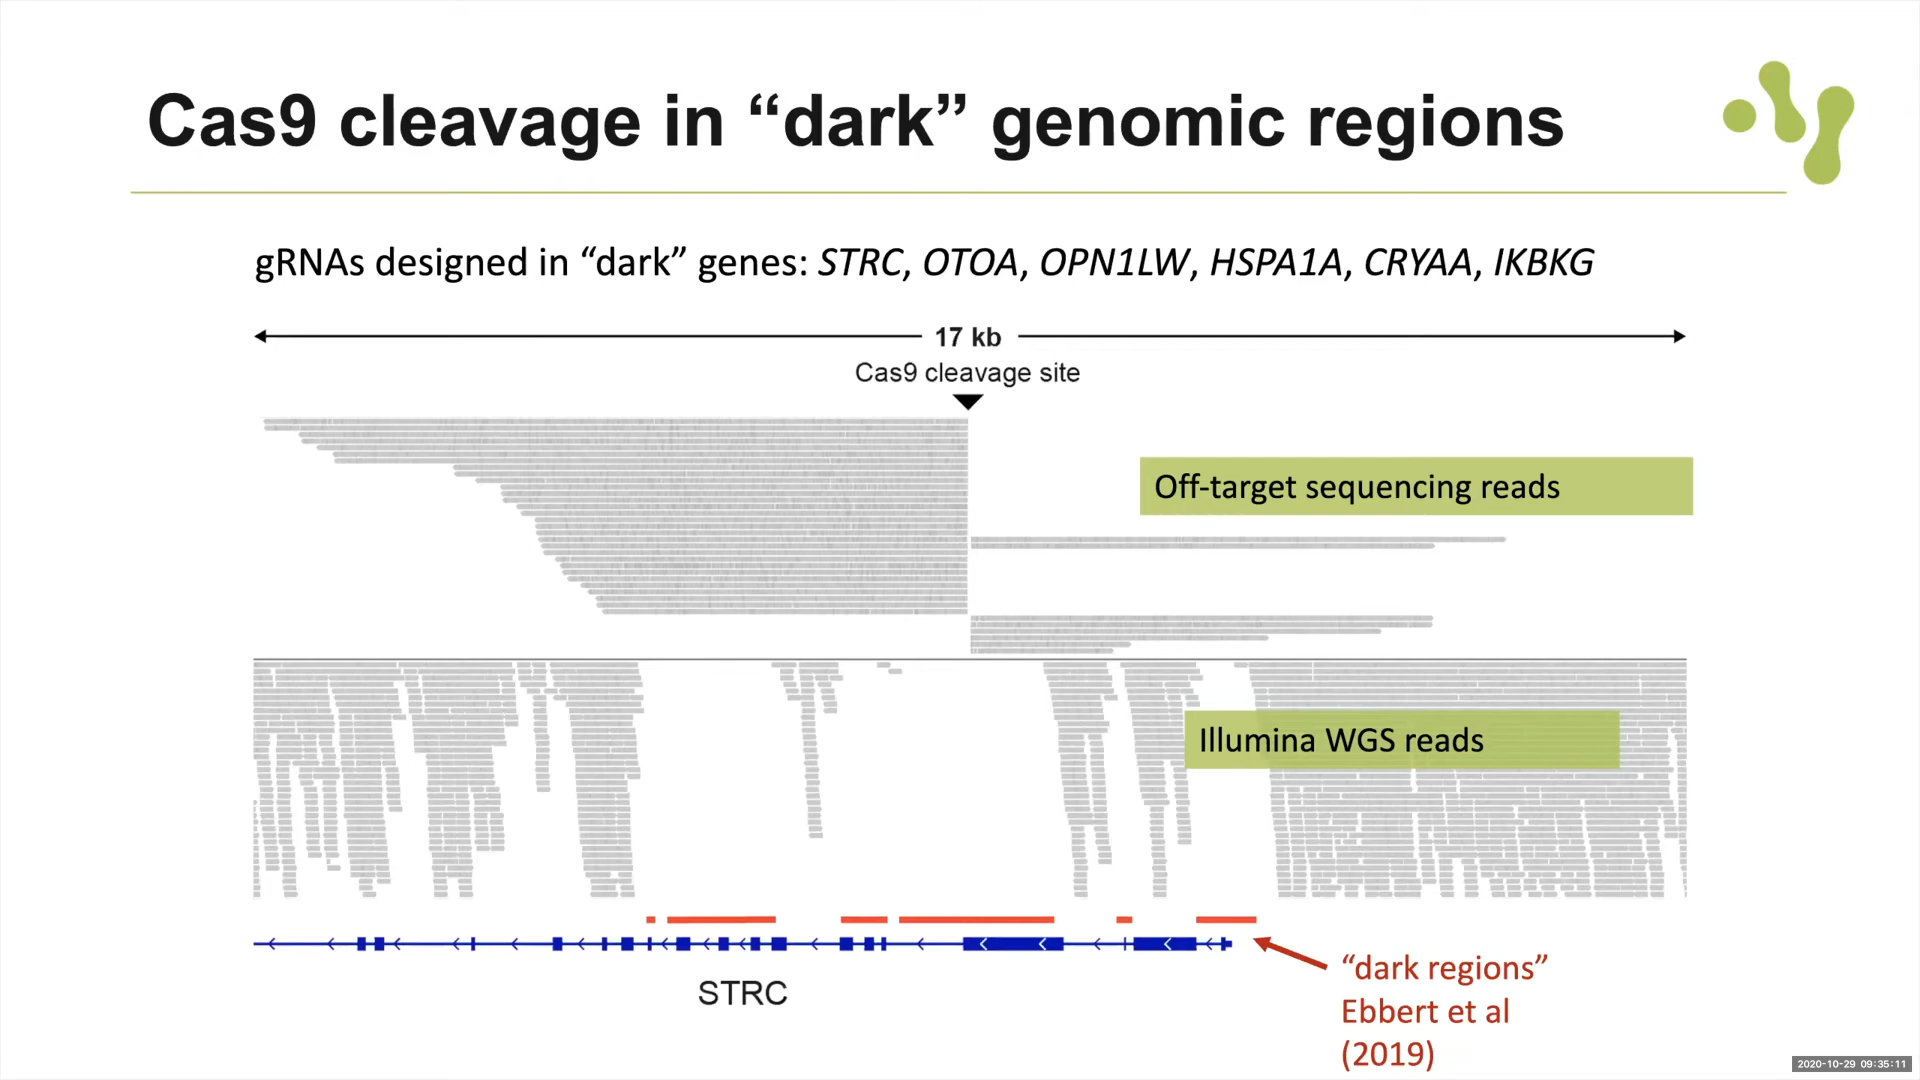 Cas9 cleavage in “dark” genomic regions
gRNAs designed in “dark” genes: STRC, OTOA, OPN1LW, HSPA1A, CRYAA, IKBKG
17 kb
Cas9 cleavage site
Off-target sequencing reads
Illumina WGS reads
STRC
“dark regions”
Ebbert et al
(2019)
2020-10-29 09:35:11